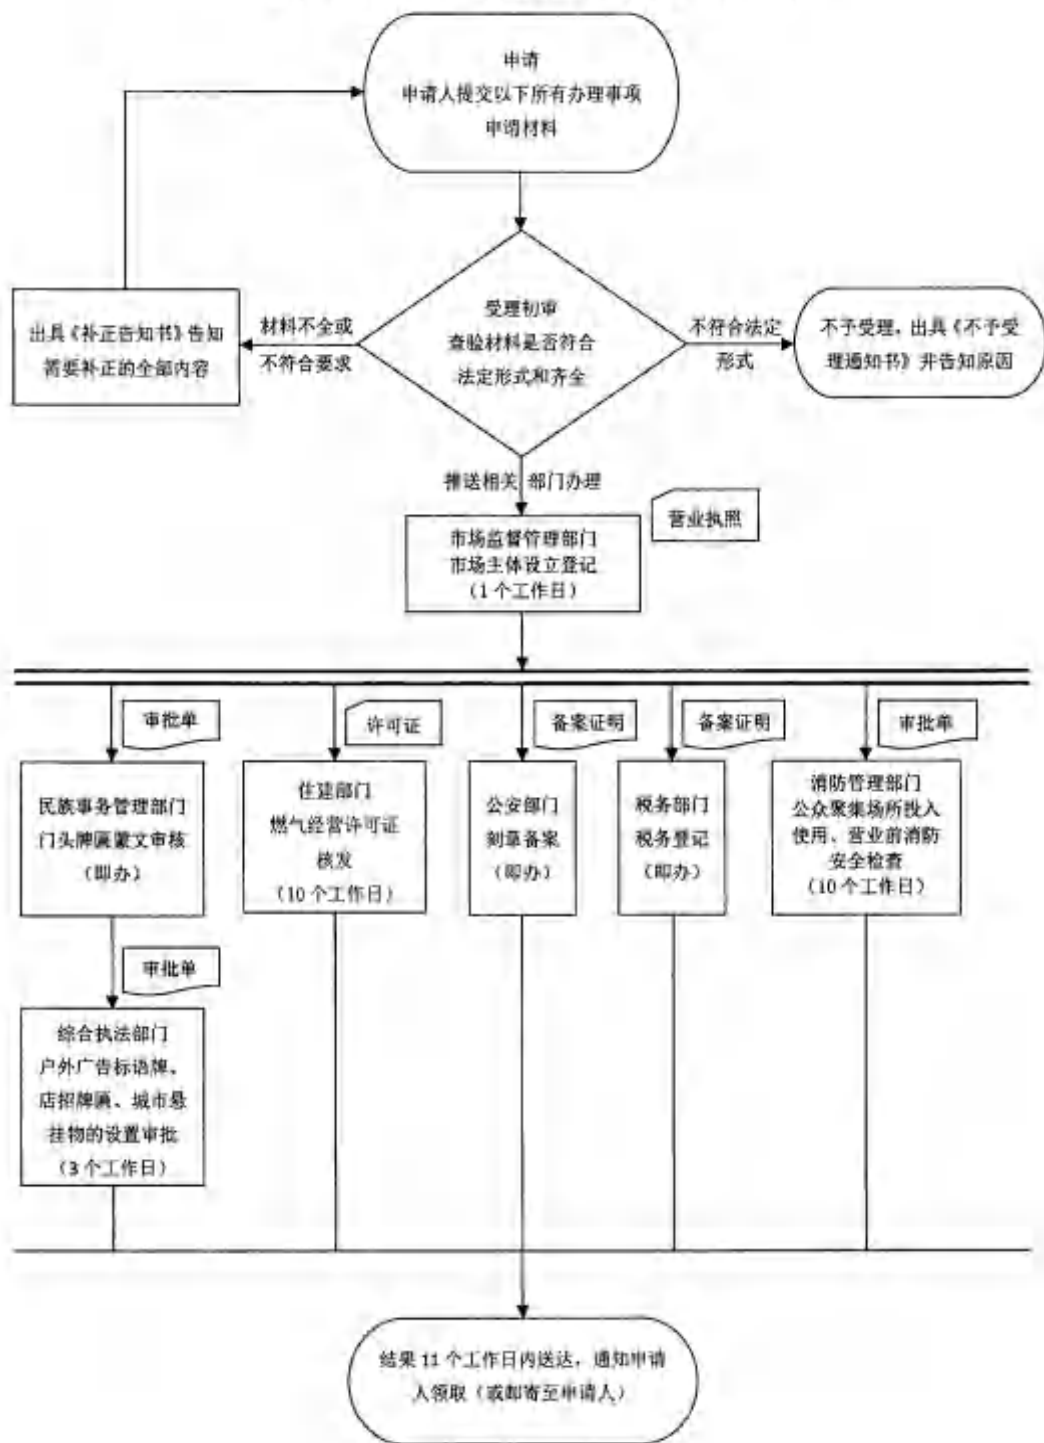 申请
申请人提交以下所有办理事项
申请材料
出具《补正告知书》告知
需要补正的全部内容
材料不全或
不符合要求
受理初审
查验材料是否符合
法定形式和齐全
不符合法定
形式
不予受理，出具《不予受
理通知书》并告知原因
推送相关 部门办理
营业执照
市场监督管理部门
市场主体设立登记
（1 个工作日）
审批单
许可证
备案证明
备案证明
审批单
民族事务管理部门
门头牌匾蒙文审核
（即办）
住建部门
燃气经营许可证
核发
（10 个工作日）
公安部门
刻章备案
（即办）
税务部门
税务登记
（即办）
消防管理部门
公众聚集场所投入
使用、营业前消防
安全检查
（10 个工作日）
审批单
综合执法部门
户外广告标语牌、
店招牌匾、城市悬
挂物的设置审批
（3 个工作日）
结果 11 个工作日内送达，通知申请
人领取（或邮寄至申请人）